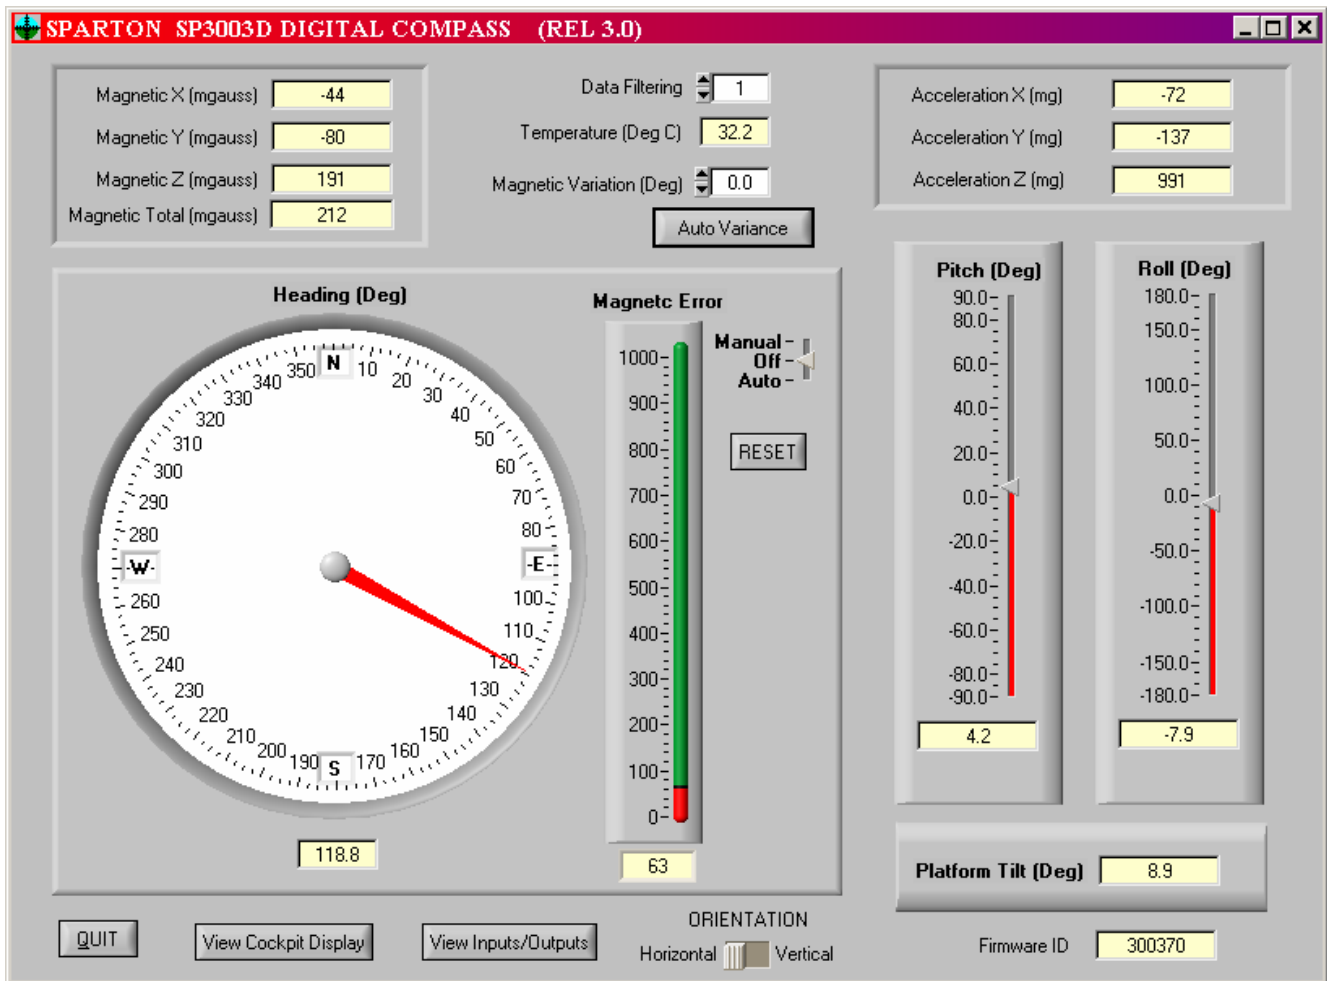 SPARTON SP3003D DIGITAL COMPASS (REL 3.0)
Magnetic X (mgauss) -44
Magnetic Y (mgauss) -80
Magnetic Z (mgauss) 191
Magnetic Total (mgauss) 212
Data Filtering 1
Temperature (Deg C) 32.2
Magnetic Variation (Deg) 0.0
Auto Variance
Acceleration X (mg) -72
Acceleration Y (mg) -137
Acceleration Z (mg) 991
Heading (Deg)
N
10
20
30
40
50
60
70
80
-E-
100
110
120
130
140
150
160
170
S
190
200
210
220
230
240
250
260
-W-
280
290
300
310
320
330
340
350
118.8
Magnetc Error
1000
900
800
700
600
500
400
300
200
100
0
63
Manual
Off
Auto
RESET
Pitch (Deg)
90.0
80.0
60.0
40.0
20.0
0.0
-20.0
-40.0
-60.0
-80.0
-90.0
4.2
Roll (Deg)
180.0
150.0
100.0
50.0
0.0
-50.0
-100.0
-150.0
-180.0
-7.9
Platform Tilt (Deg) 8.9
QUIT
View Cockpit Display
View Inputs/Outputs
ORIENTATION
Horizontal Vertical
Firmware ID 300370